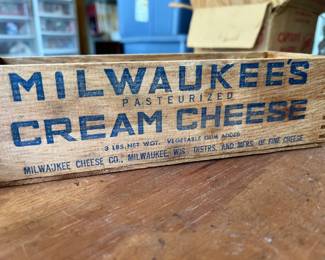 MILWAUKEE'S
PASTEURIZED
CREAM CHEESE
3 LBS. NET WGT. VEGETABLE GUM ADDED
MILWAUKEE CHEESE CO., MILWAUKEE, WIS. DISTRS. AND MFRS. OF FINE CHEESE